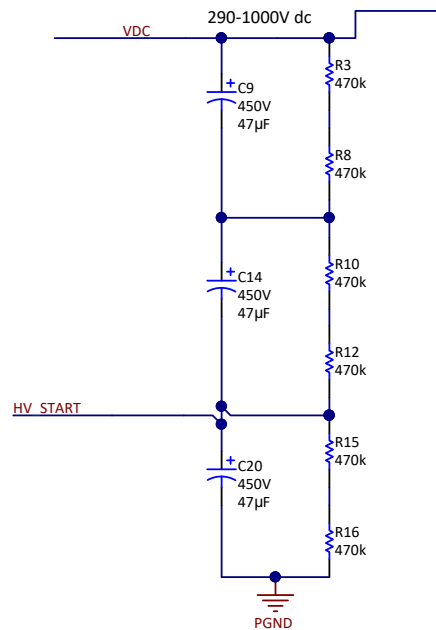 290-1000V dc
VDC
C9
450V
47µF
R3
470k
R8
470k
C14
450V
47µF
R10
470k
R12
470k
HV_START
C20
450V
47µF
R15
470k
R16
470k
PGND